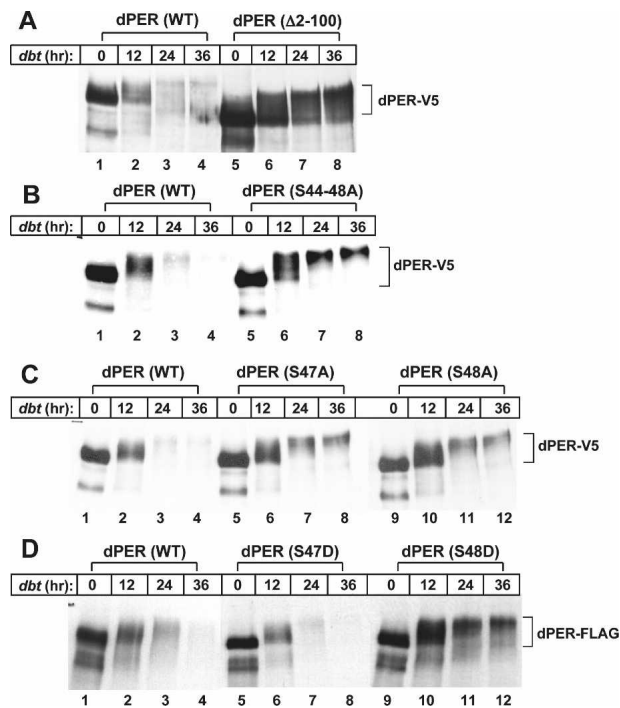 A
dPER (WT) dPER (Δ2-100)
dbt (hr): 0 12 24 36 0 12 24 36
dPER-V5
1 2 3 4 5 6 7 8
B
dPER (WT) dPER (S44-48A)
dbt (hr): 0 12 24 36 0 12 24 36
dPER-V5
1 2 3 4 5 6 7 8
C
dPER (WT) dPER (S47A) dPER (S48A)
dbt (hr): 0 12 24 36 0 12 24 36 0 12 24 36
dPER-V5
1 2 3 4 5 6 7 8 9 10 11 12
D
dPER (WT) dPER (S47D) dPER (S48D)
dbt (hr): 0 12 24 36 0 12 24 36 0 12 24 36
dPER-FLAG
1 2 3 4 5 6 7 8 9 10 11 12